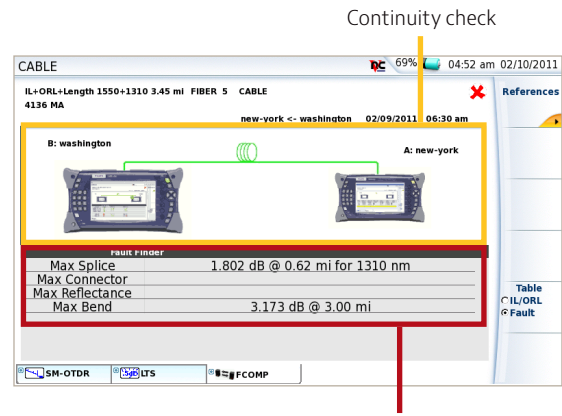 Continuity check
CABLE 69% 04:52 am 02/10/2011
IL+ORL+Length 1550+1310 3.45 mi FIBER 5 CABLE
4136 MA
new-york <- washington 02/09/2011 06:30 am
References
B: washington
A: new-york
Fault Finder
Max Splice 1.802 dB @ 0.62 mi for 1310 nm
Max Connector
Max Reflectance
Max Bend 3.173 dB @ 3.00 mi
Table
IL/ORL
Fault
SM-OTDR LTS FCOMP